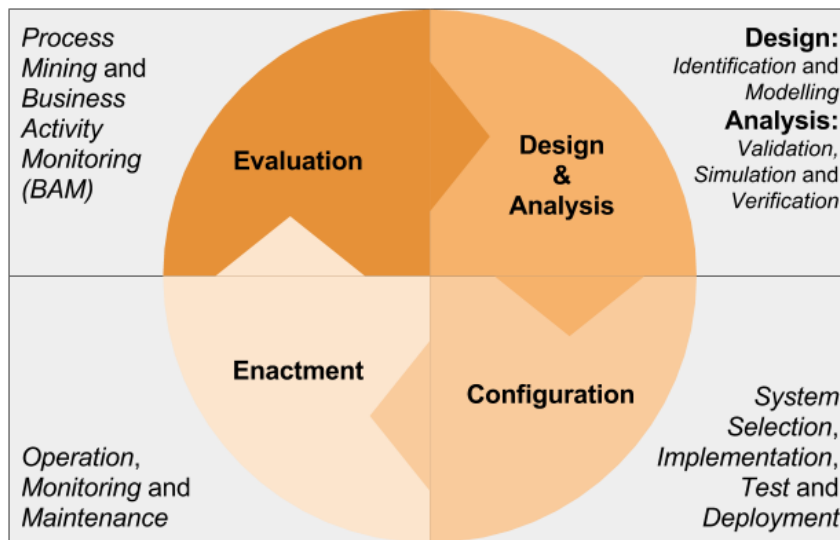 Process
Mining and
Business
Activity
Monitoring
(BAM)
Evaluation
Design
&
Analysis
Design:
Identification and
Modelling
Analysis:
Validation,
Simulation and
Verification
Enactment
Configuration
Operation,
Monitoring and
Maintenance
System
Selection,
Implementation,
Test and
Deployment